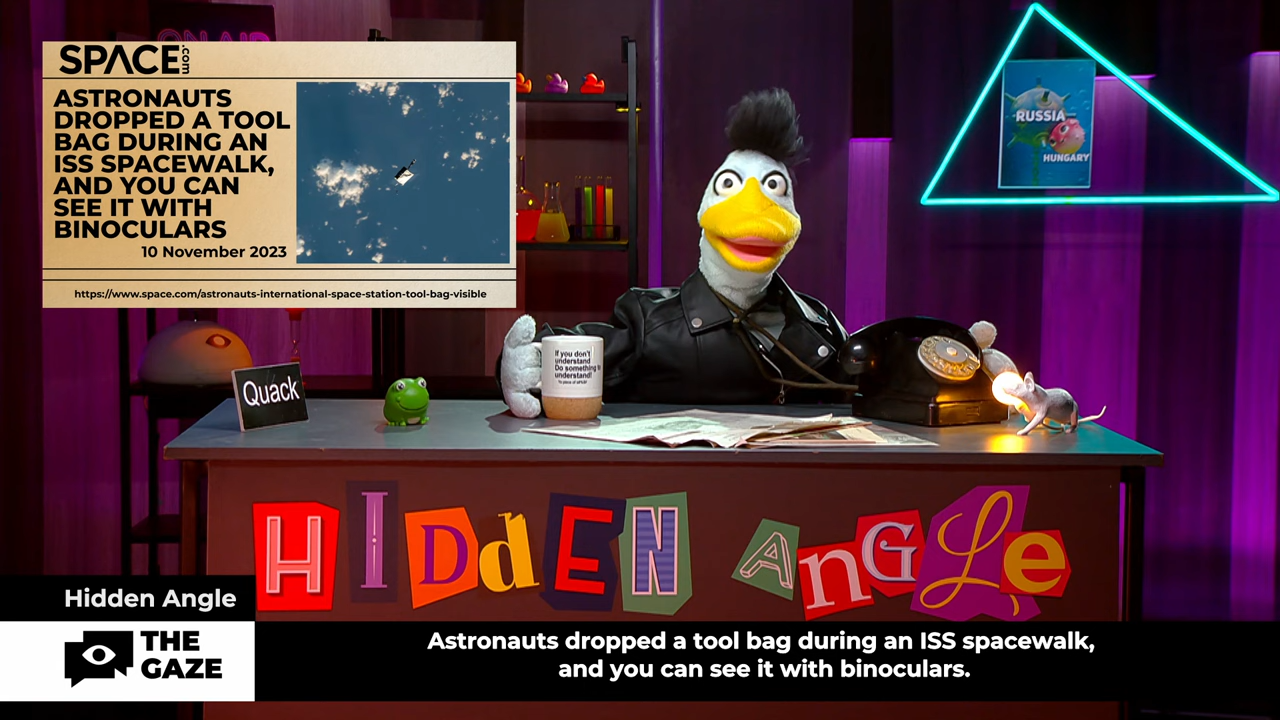 ON AIR
SPACE.com
ASTRONAUTS
DROPPED A TOOL
BAG DURING AN
ISS SPACEWALK,
AND YOU CAN
SEE IT WITH
BINOCULARS
10 November 2023
https://www.space.com/astronauts-international-space-station-tool-bag-visible
RUSSIA
HUNGARY
If you don't
understand
Do something to
understand!
Quack
HIDdEN AnGLe
Hidden Angle
THE
GAZE
Astronauts dropped a tool bag during an ISS spacewalk,
and you can see it with binoculars.